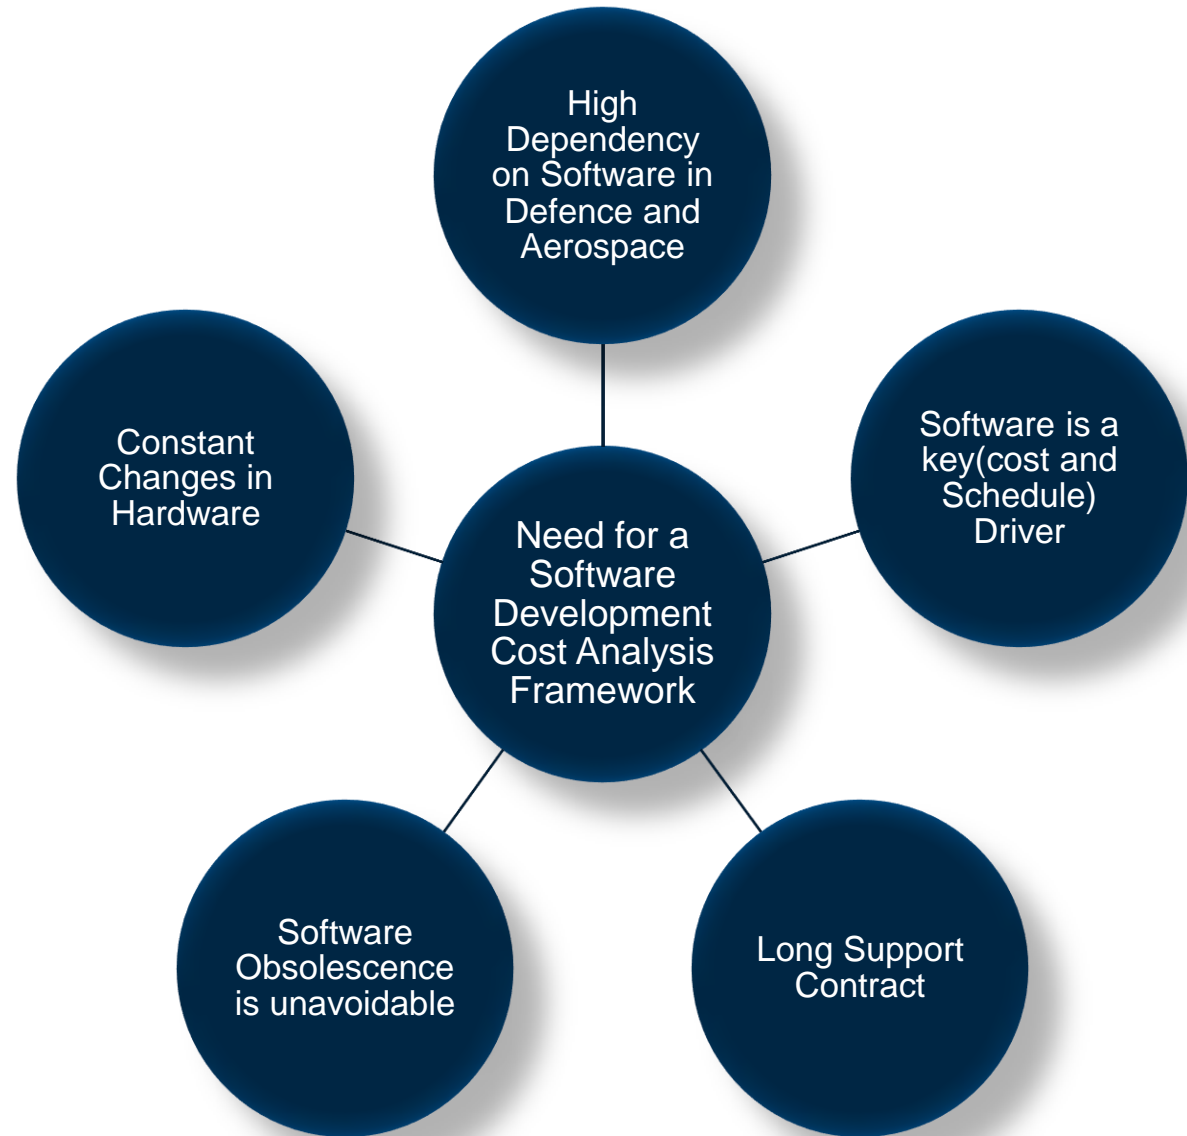 High
Dependency
on Software in
Defence and
Aerospace
Software is a
key(cost and
Schedule)
Driver
Constant
Changes in
Hardware
Need for a
Software
Development
Cost Analysis
Framework
Software
Obsolescence
is unavoidable
Long Support
Contract